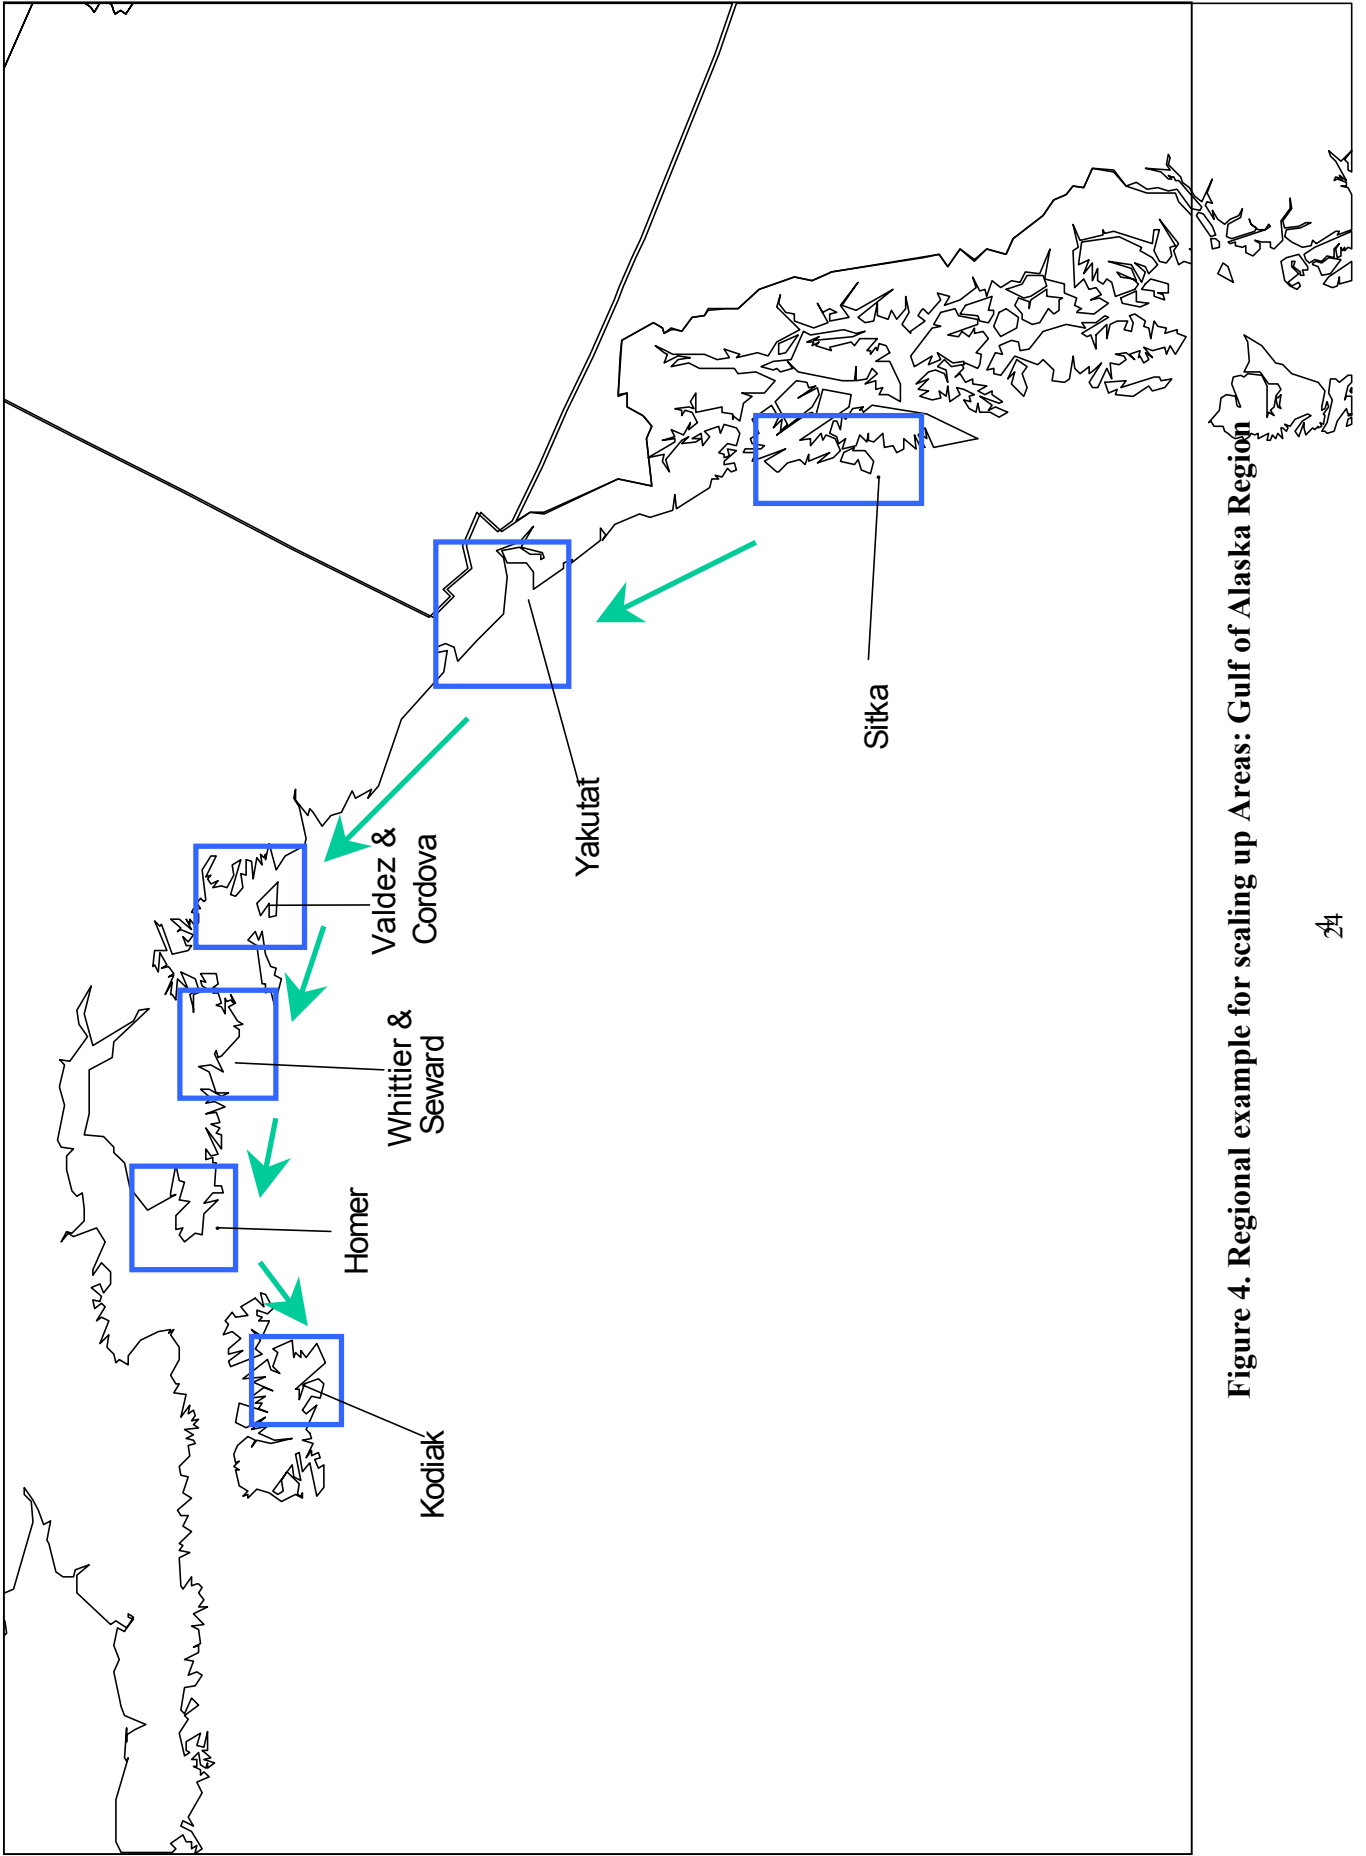 Kodiak
Homer
Whittier &
Seward
Valdez &
Cordova
Yakutat
Sitka
Figure 4. Regional example for scaling up Areas: Gulf of Alaska Region